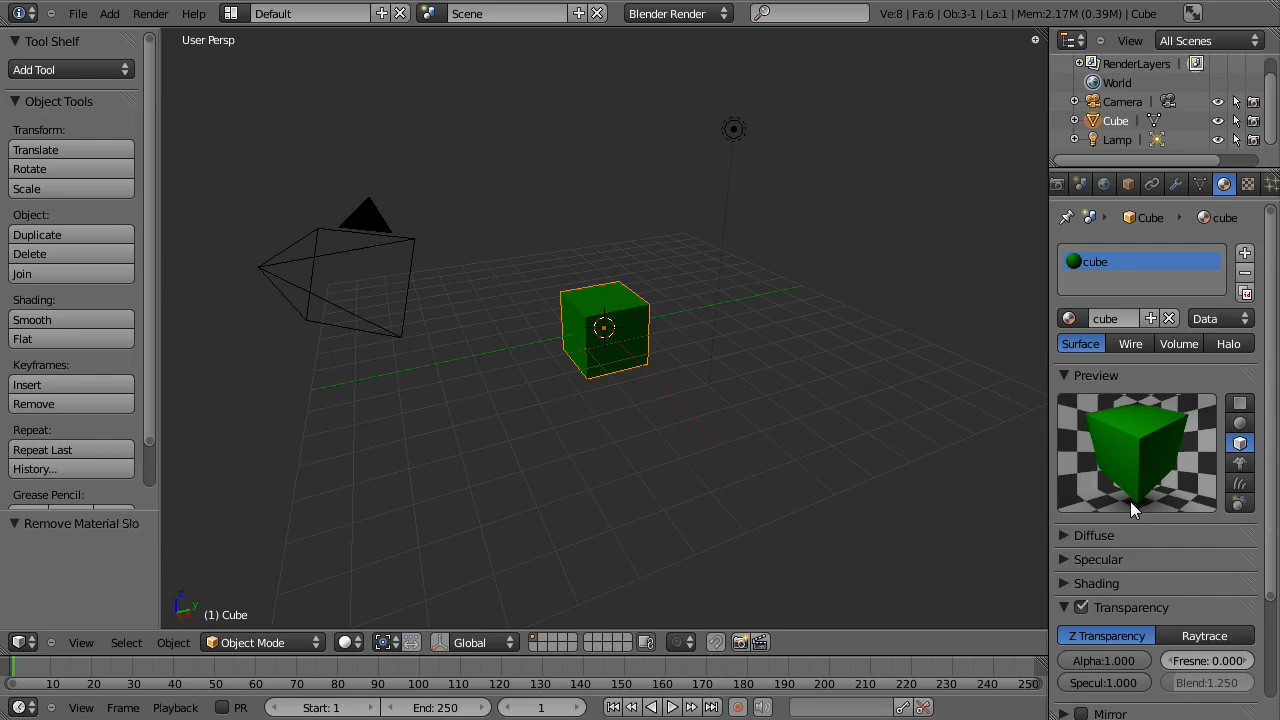 File Add Render Help Default Scene Blender Render Ve:8 | Fa:6 | Ob:3-1 | La:1 | Mem:2.17M (0.39M) | Cube
Tool Shelf
Add Tool
Object Tools
Transform:
Translate
Rotate
Scale
Object:
Duplicate
Delete
Join
Shading:
Smooth
Flat
Keyframes:
Insert
Remove
Repeat:
Repeat Last
History...
Grease Pencil:
Remove Material Slo
User Persp
(1) Cube
View Select Object Object Mode Global
10 20 30 40 50 60 70 80 90 100 110 120 130 140 150 160 170 180 190 200 210 220 230 240 250
View Frame Playback PR Start: 1 End: 250 1
View All Scenes
RenderLayers |
World
Camera |
Cube |
Lamp |
Cube cube
cube
cube Data
Surface Wire Volume Halo
Preview
Diffuse
Specular
Shading
Transparency
Z Transparency Raytrace
Alpha:1.000 Fresne: 0.000
Specul:1.000 Blend:1.250
Mirror